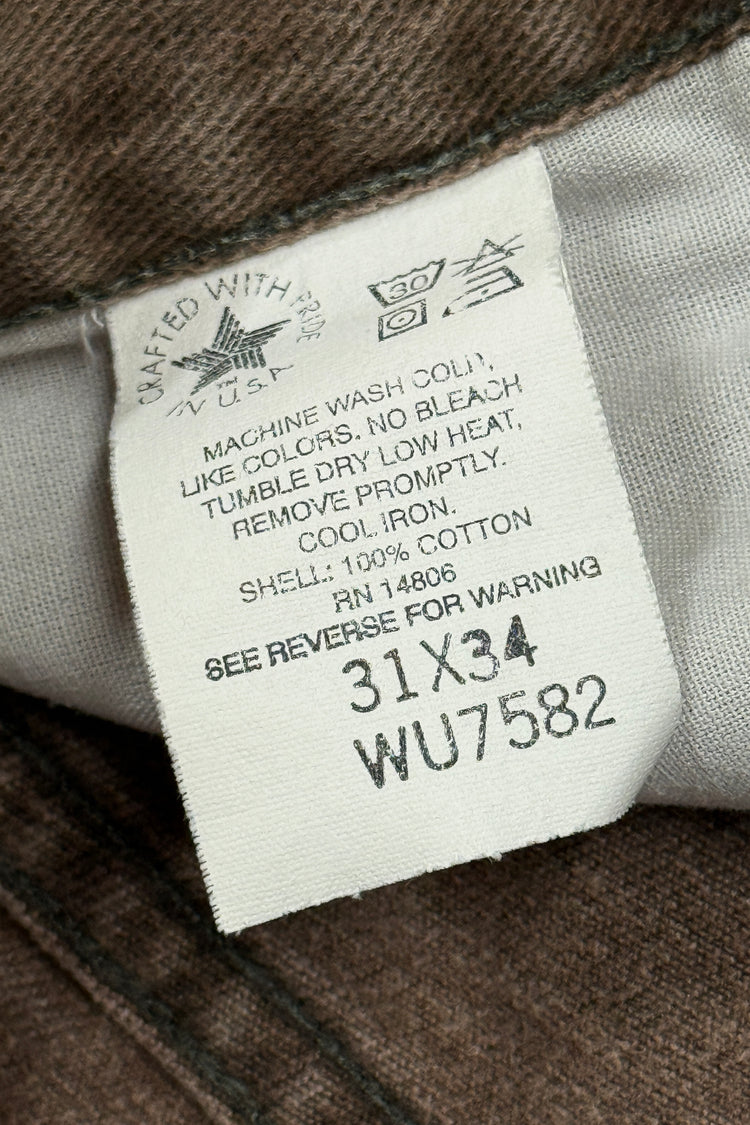 CRAFTED WITH PRIDE
IN U.S.A
TM
30
MACHINE WASH COLD,
LIKE COLORS. NO BLEACH
TUMBLE DRY LOW HEAT,
REMOVE PROMPTLY.
COOL IRON.
SHELL: 100% COTTON
RN 14806
SEE REVERSE FOR WARNING
31X34
WU7582